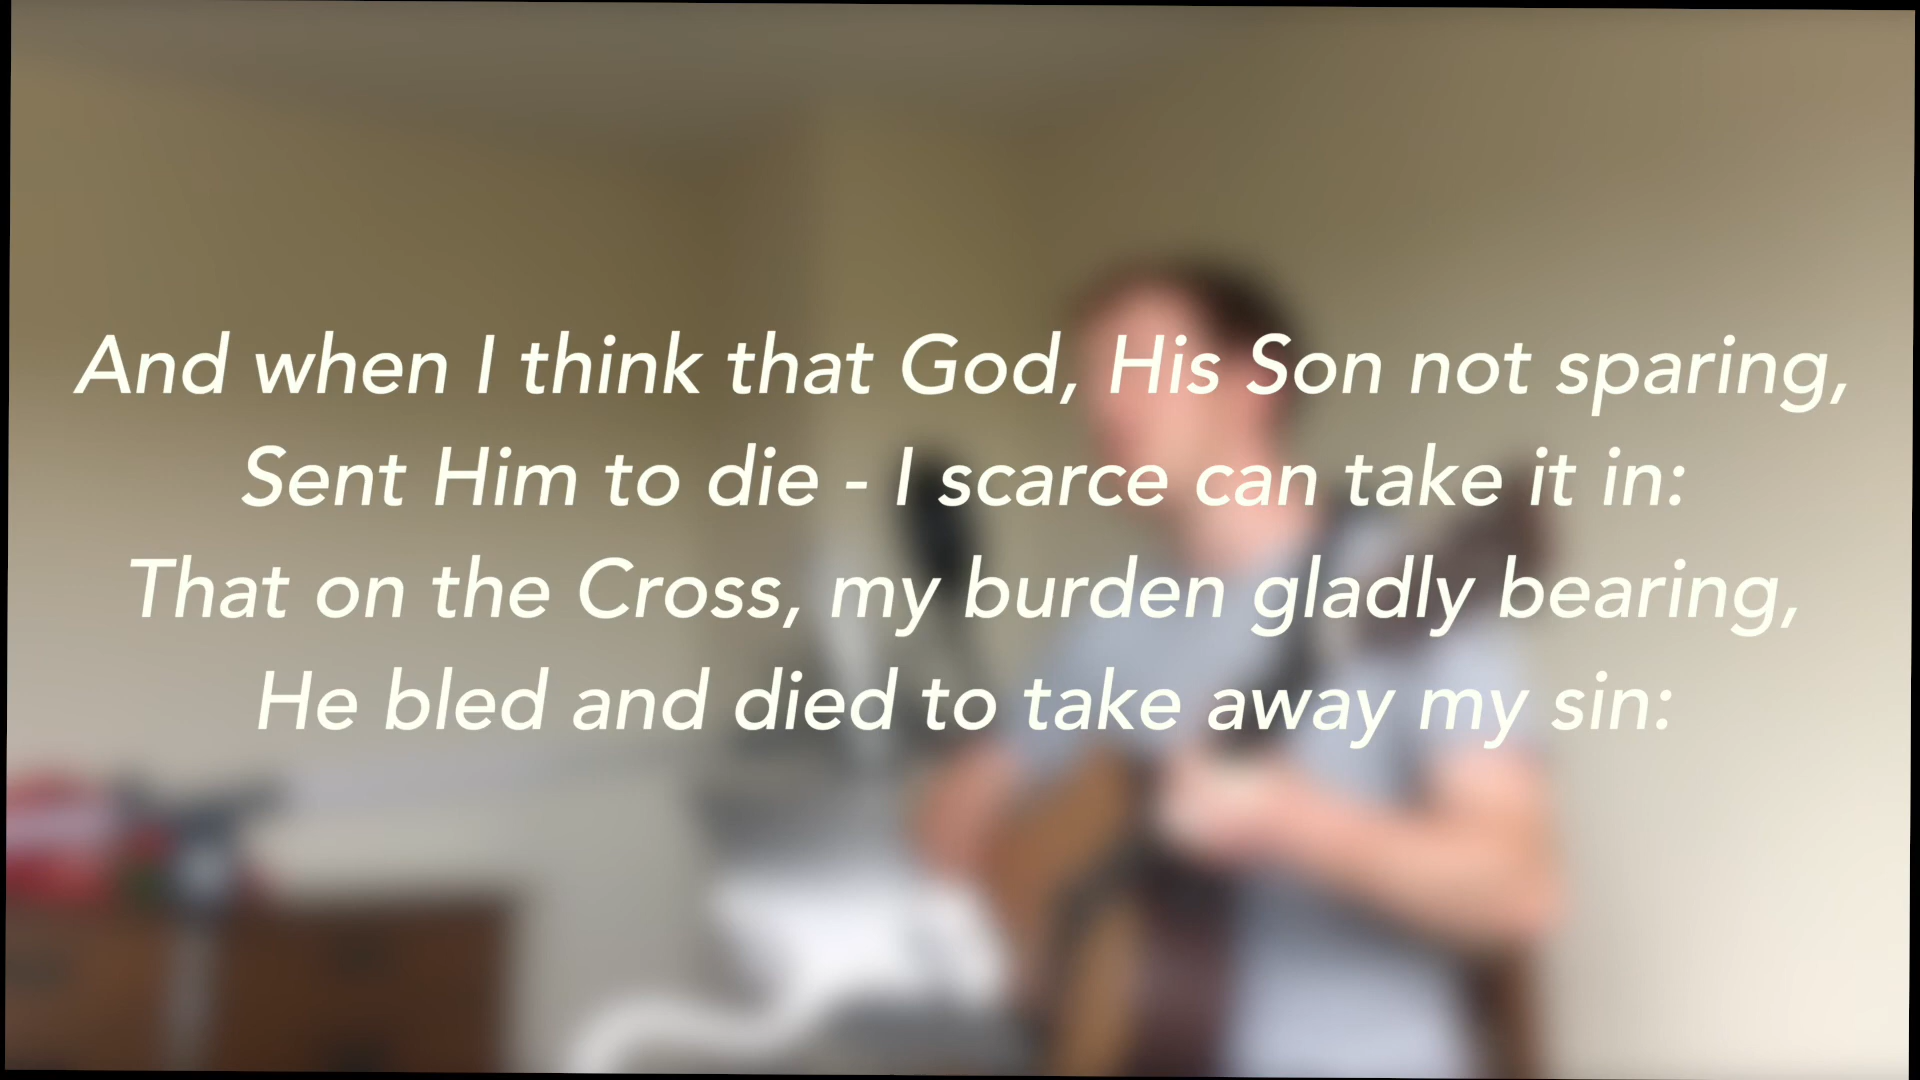 And when I think that God, His Son not sparing,
Sent Him to die - I scarce can take it in:
That on the Cross, my burden gladly bearing,
He bled and died to take away my sin: